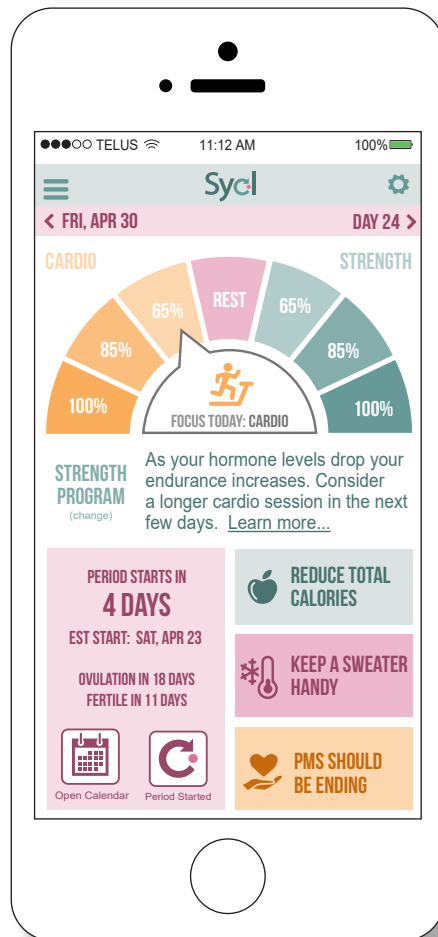 TELUS 11:12 AM 100%
Sycl
FRI, APR 30 DAY 24
CARDIO STRENGTH
REST
65% 65%
85% 85%
100% 100%
FOCUS TODAY: CARDIO
STRENGTH
PROGRAM
(change)
As your hormone levels drop your
endurance increases. Consider
a longer cardio session in the next
few days. Learn more...
PERIOD STARTS IN
4 DAYS
EST START: SAT, APR 23
OVULATION IN 18 DAYS
FERTILE IN 11 DAYS
Open Calendar Period Started
REDUCE TOTAL
CALORIES
KEEP A SWEATER
HANDY
PMS SHOULD
BE ENDING